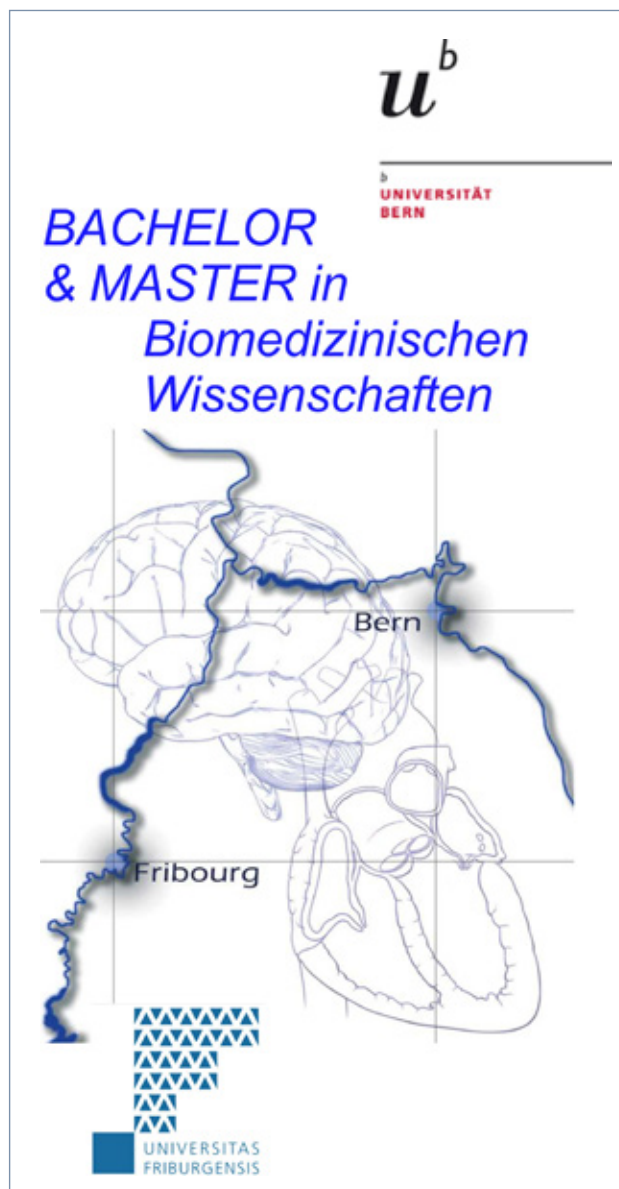 u b
b
UNIVERSITÄT
BERN
BACHELOR
& MASTER in
Biomedizinischen
Wissenschaften
Bern
Fribourg
UNIVERSITAS
FRIBURGENSIS